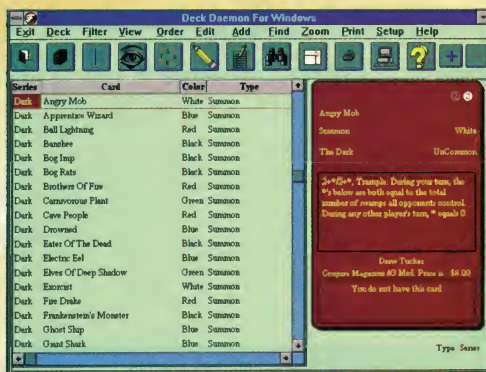 Deck Daemon For Windows
Exit Deck Filter View Order Edit Add Find Zoom Print Setup Help
Series Card Color Type
Dark Angry Mob White Summon
Dark Apprentice Wizard Blue Summon
Dark Ball Lightning Red Summon
Dark Banshee Black Summon
Dark Bog Imp Black Summon
Dark Bog Rats Black Summon
Dark Brothers Of Fire Red Summon
Dark Carnivorous Plant Green Summon
Dark Cave People Red Summon
Dark Drowned Blue Summon
Dark Eater Of The Dead Black Summon
Dark Electric Eel Blue Summon
Dark Elves Of Deep Shadow Green Summon
Dark Exorcist White Summon
Dark Fire Drake Red Summon
Dark Frankenstein's Monster Black Summon
Dark Ghost Ship Blue Summon
Dark Giant Shark Blue Summon
2
Angry Mob
Summon White
The Dark UnCommon
2+*/2+*, Trample. During your turn, the
*'s below are both equal to the total
number of swamps all opponents control.
During any other player's turn, * equals 0
Drew Tucker
Conjure Magazine #3 Med. Price is $8.00
You do not have this card
Type Series